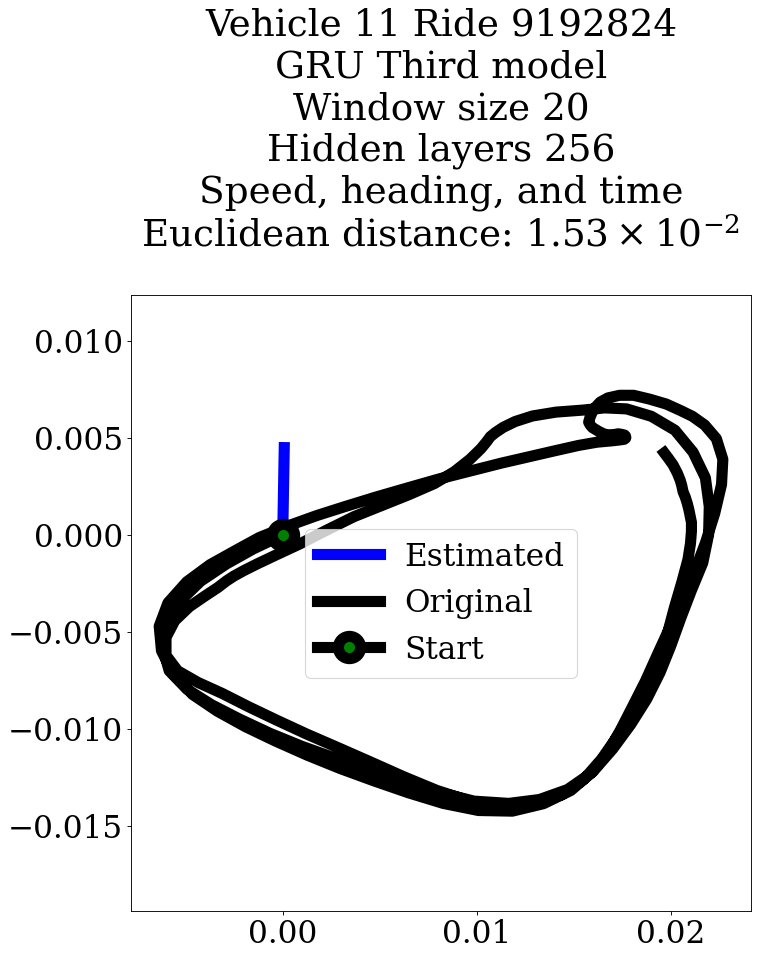 Vehicle 11 Ride 9192824
GRU Third model
Window size 20
Hidden layers 256
Speed, heading, and time
Euclidean distance: 1.53 × 10⁻²
0.010
0.005
0.000
−0.005
−0.010
−0.015
Estimated
Original
Start
0.00
0.01
0.02